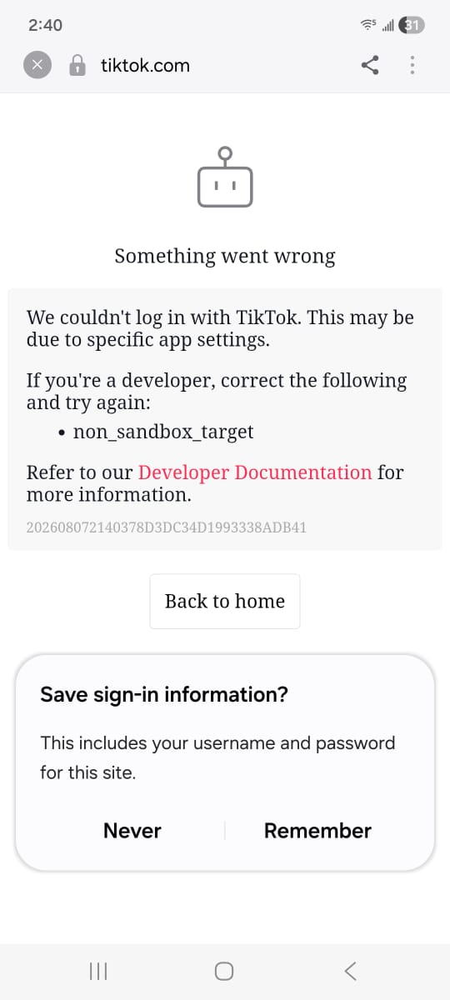 2:40
5
31
tiktok.com
Something went wrong
We couldn't log in with TikTok. This may be
due to specific app settings.
If you're a developer, correct the following
and try again:
• non_sandbox_target
Refer to our Developer Documentation for
more information.
202608072140378D3DC34D1993338ADB41
Back to home
Save sign-in information?
This includes your username and password
for this site.
Never
Remember